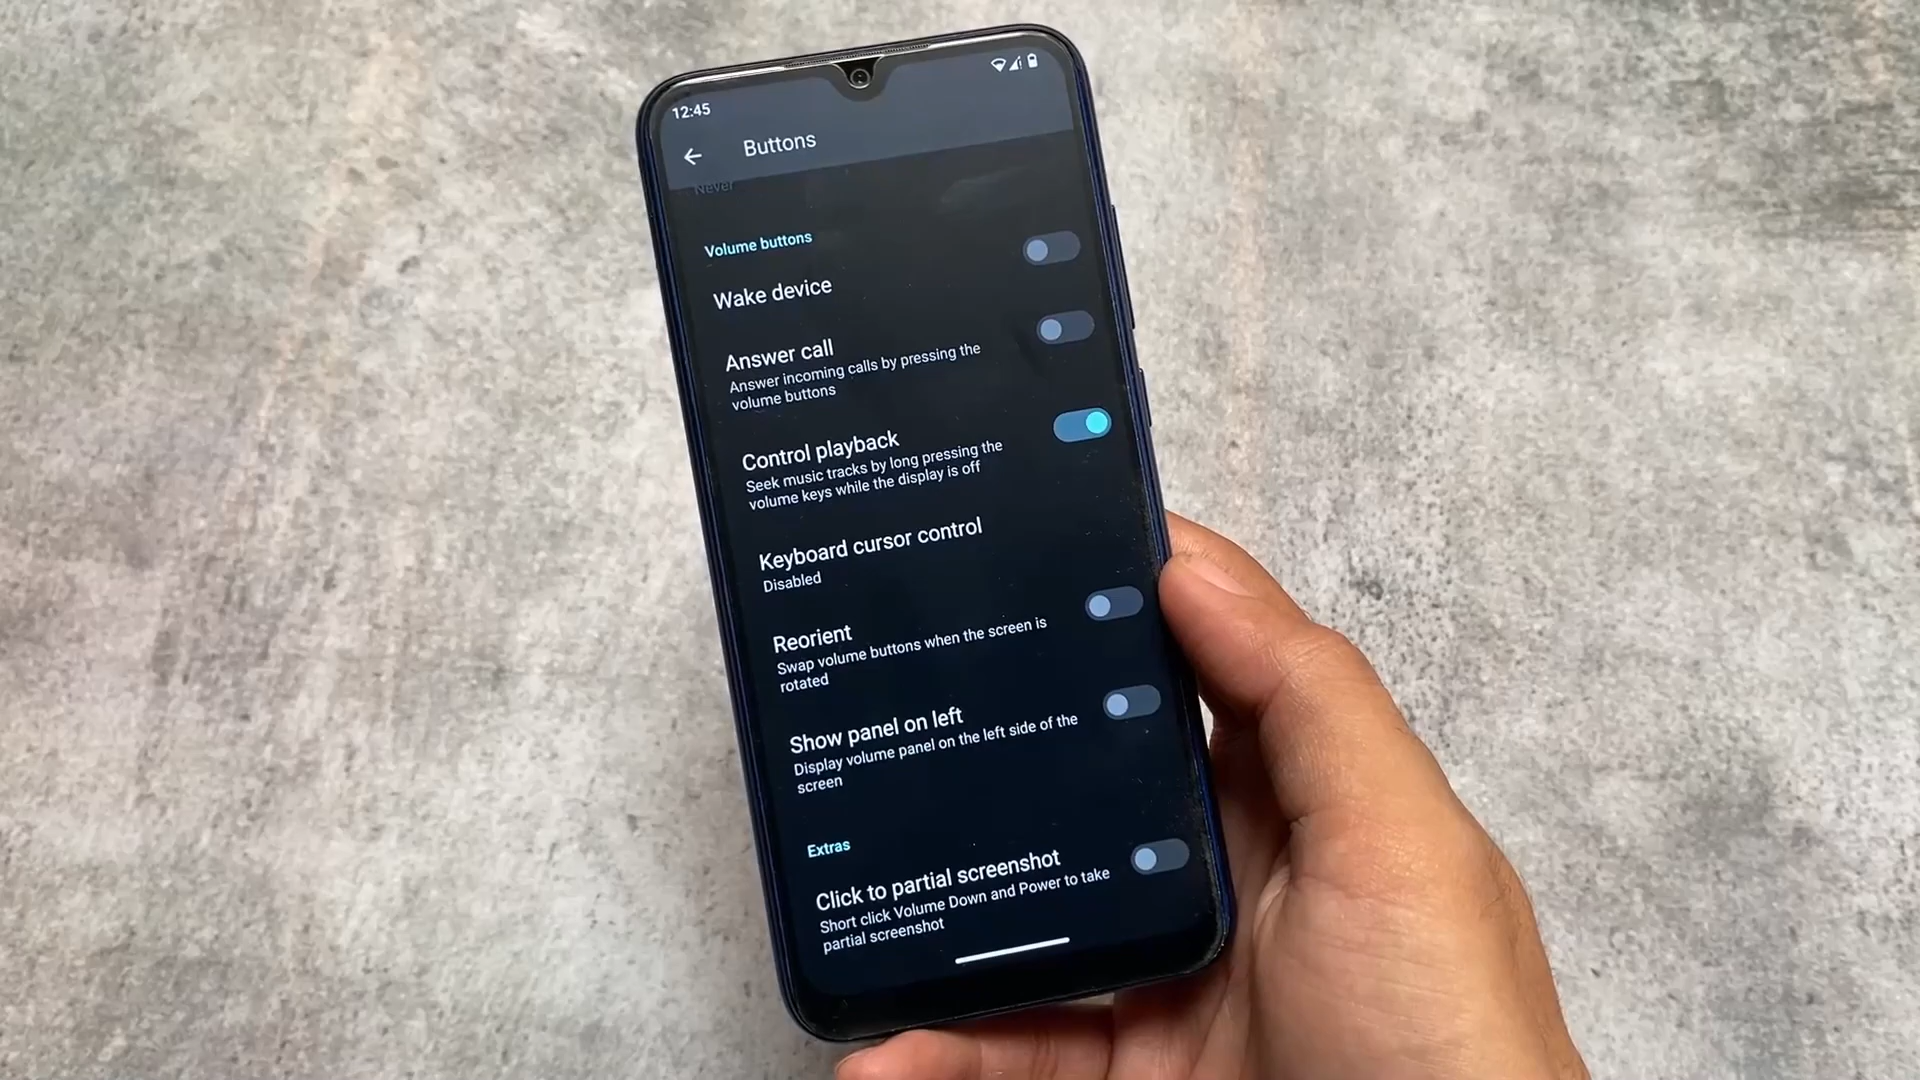 12:45
Buttons
Never
Volume buttons
Wake device
Answer call
Answer incoming calls by pressing the
volume buttons
Control playback
Seek music tracks by long pressing the
volume keys while the display is off
Keyboard cursor control
Disabled
Reorient
Swap volume buttons when the screen is
rotated
Show panel on left
Display volume panel on the left side of the
screen
Extras
Click to partial screenshot
Short click Volume Down and Power to take
partial screenshot